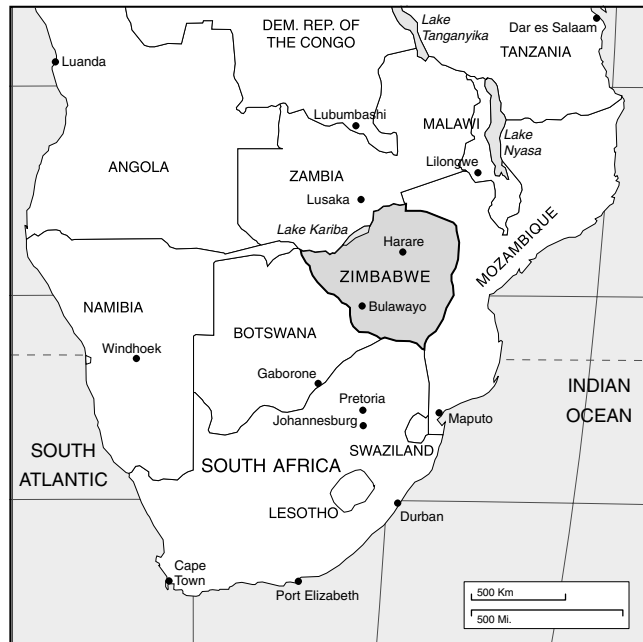 DEM. REP. OF
THE CONGO
Lake
Tanganyika
Dar es Salaam
TANZANIA
Luanda
Lubumbashi
MALAWI
Lake
Nyasa
ANGOLA
ZAMBIA
Lilongwe
Lusaka
Lake Kariba
Harare
MOZAMBIQUE
ZIMBABWE
NAMIBIA
Bulawayo
BOTSWANA
Windhoek
Gaborone
INDIAN
OCEAN
Pretoria
Johannesburg
Maputo
SWAZILAND
SOUTH
ATLANTIC
SOUTH AFRICA
LESOTHO
Durban
Cape
Town
Port Elizabeth
500 Km
500 Mi.